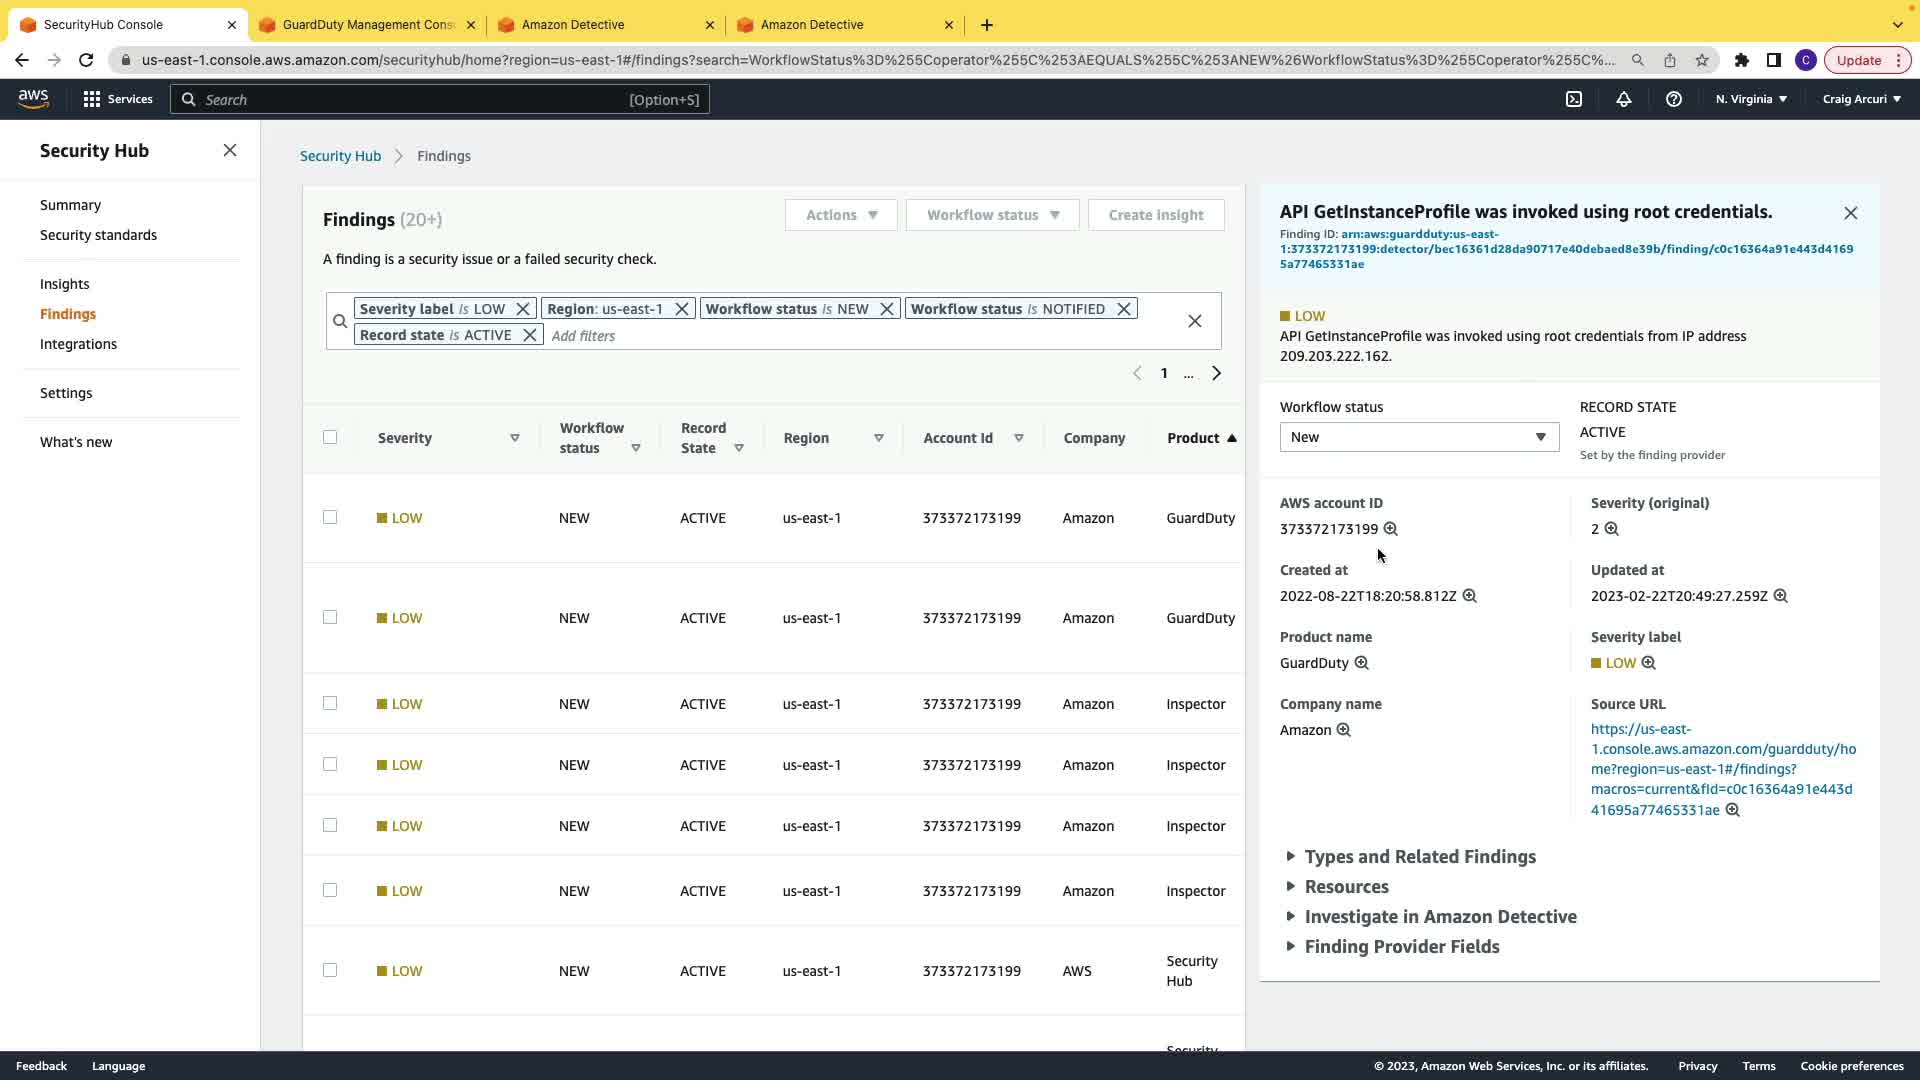 SecurityHub Console
GuardDuty Management Cons
Amazon Detective
Amazon Detective
us-east-1.console.aws.amazon.com/securityhub/home?region=us-east-1#/findings?search=WorkflowStatus%3D%255Coperator%255C%253AEQUALS%255C%253ANEW%26WorkflowStatus%3D%255Coperator%255C%...
C
Update
aws
Services
Search
[Option+S]
N. Virginia
Craig Arcuri
Security Hub
Summary
Security standards
Insights
Findings
Integrations
Settings
What's new
Security Hub
Findings
Findings (20+)
Actions
Workflow status
Create insight
A finding is a security issue or a failed security check.
Severity label is LOW
Region: us-east-1
Workflow status is NEW
Workflow status is NOTIFIED
Record state is ACTIVE
Add filters
1 ...
Severity
Workflow status
Record State
Region
Account Id
Company
Product
LOW NEW ACTIVE us-east-1 373372173199 Amazon GuardDuty
LOW NEW ACTIVE us-east-1 373372173199 Amazon GuardDuty
LOW NEW ACTIVE us-east-1 373372173199 Amazon Inspector
LOW NEW ACTIVE us-east-1 373372173199 Amazon Inspector
LOW NEW ACTIVE us-east-1 373372173199 Amazon Inspector
LOW NEW ACTIVE us-east-1 373372173199 Amazon Inspector
LOW NEW ACTIVE us-east-1 373372173199 AWS Security Hub
Security
API GetInstanceProfile was invoked using root credentials.
Finding ID: arn:aws:guardduty:us-east-
1:373372173199:detector/bec16361d28da90717e40debaed8e39b/finding/c0c16364a91e443d4169
5a77465331ae
LOW
API GetInstanceProfile was invoked using root credentials from IP address
209.203.222.162.
Workflow status
New
RECORD STATE
ACTIVE
Set by the finding provider
AWS account ID
373372173199
Severity (original)
2
Created at
2022-08-22T18:20:58.812Z
Updated at
2023-02-22T20:49:27.259Z
Product name
GuardDuty
Severity label
LOW
Company name
Amazon
Source URL
https://us-east-
1.console.aws.amazon.com/guardduty/ho
me?region=us-east-1#/findings?
macros=current&fId=c0c16364a91e443d
41695a77465331ae
Types and Related Findings
Resources
Investigate in Amazon Detective
Finding Provider Fields
Feedback
Language
© 2023, Amazon Web Services, Inc. or its affiliates.
Privacy
Terms
Cookie preferences